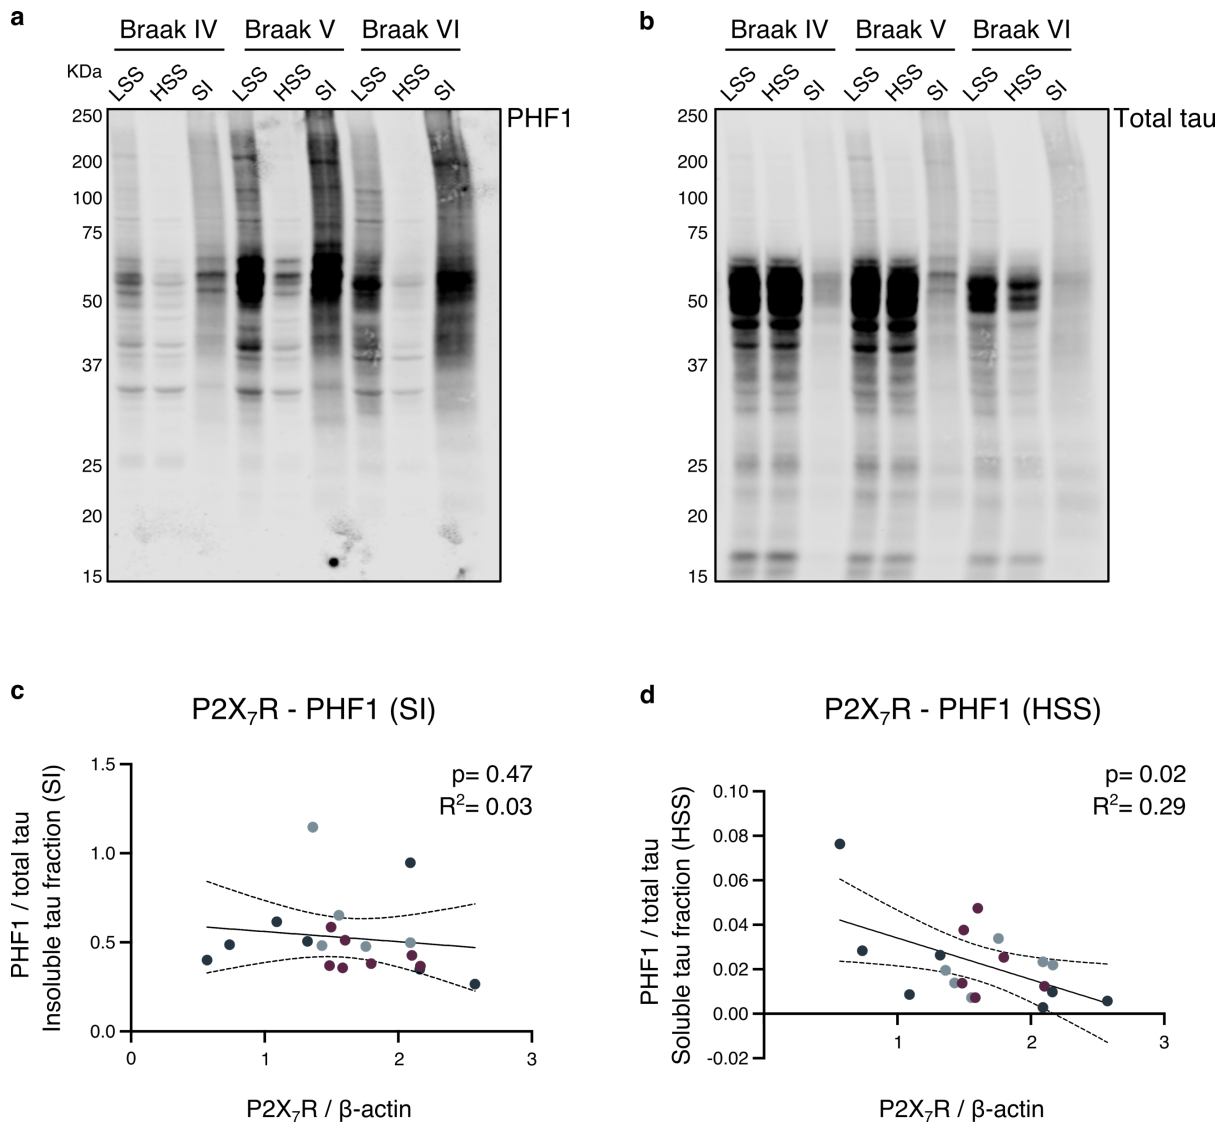 a
Braak IV Braak V Braak VI
KDa
LSS HSS SI LSS HSS SI LSS HSS SI
PHF1
250
200
100
75
50
37
25
20
15
b
Braak IV Braak V Braak VI
LSS HSS SI LSS HSS SI LSS HSS SI
Total tau
250
200
100
75
50
37
25
20
15
c
P2X₇R - PHF1 (SI)
p= 0.47
R²= 0.03
PHF1 / total tau
Insoluble tau fraction (SI)
1.5
1.0
0.5
0.0
0 1 2 3
P2X₇R / β-actin
d
P2X₇R - PHF1 (HSS)
p= 0.02
R²= 0.29
PHF1 / total tau
Soluble tau fraction (HSS)
0.10
0.08
0.06
0.04
0.02
0.00
-0.02
1 2 3
P2X₇R / β-actin